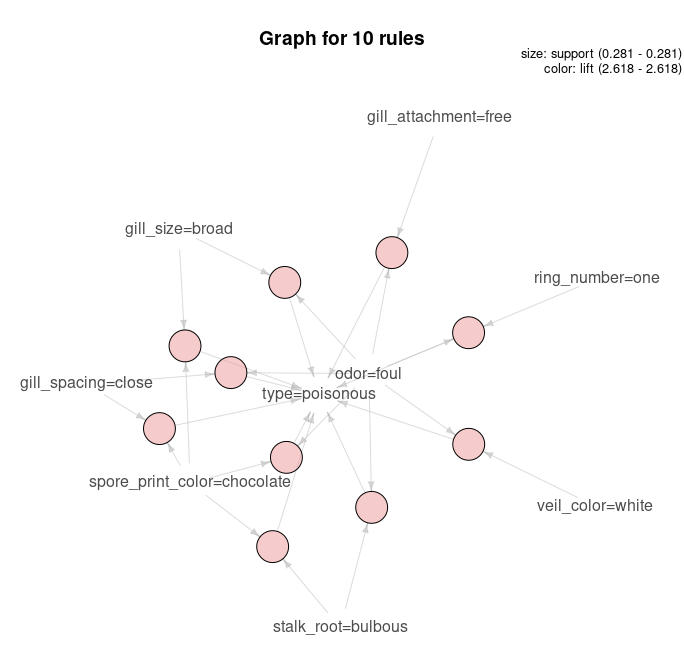 Graph for 10 rules
size: support (0.281 - 0.281)
color: lift (2.618 - 2.618)
gill_attachment=free
gill_size=broad
ring_number=one
odor=foul
gill_spacing=close
type=poisonous
spore_print_color=chocolate
veil_color=white
stalk_root=bulbous